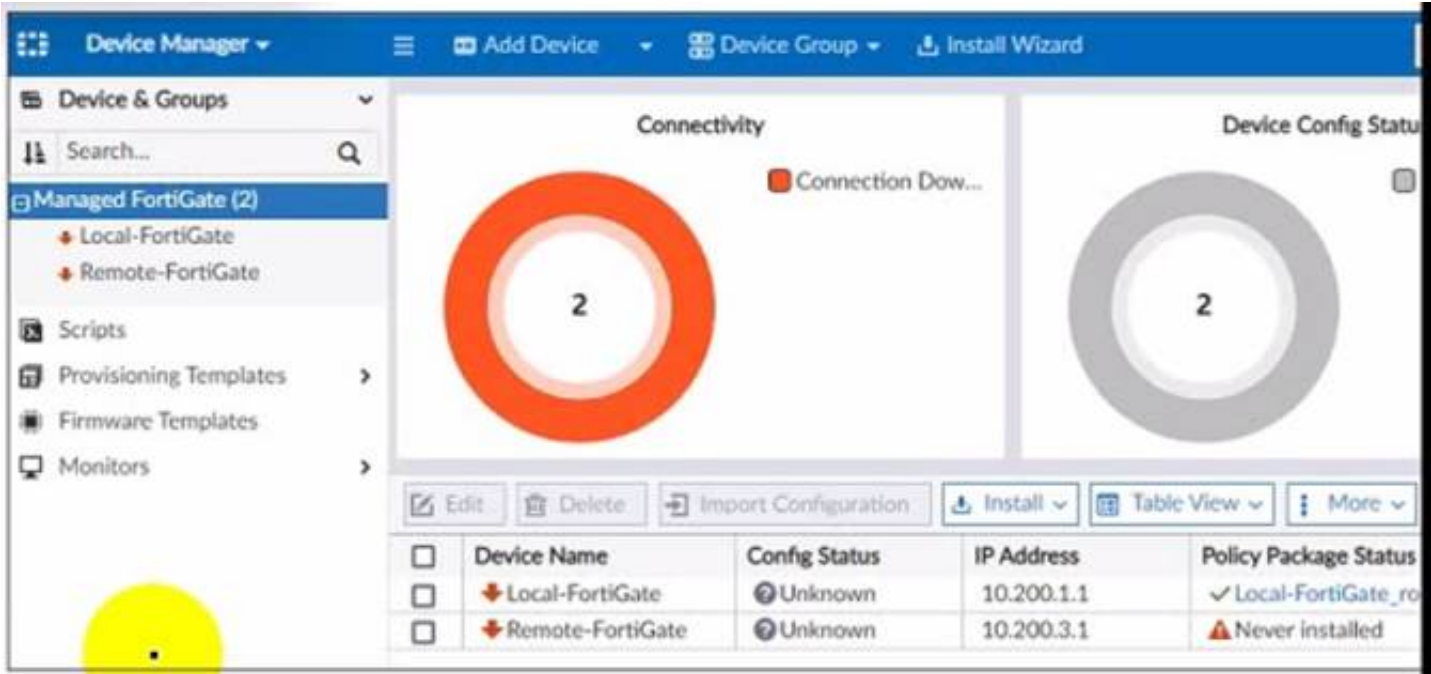 Device Manager
Add Device
Device Group
Install Wizard
Device & Groups
Search...
Managed FortiGate (2)
Local-FortiGate
Remote-FortiGate
Scripts
Provisioning Templates
Firmware Templates
Monitors
Connectivity
Connection Dow...
2
Device Config Statu
2
Edit Delete Import Configuration Install Table View More
Device Name Config Status IP Address Policy Package Status
Local-FortiGate Unknown 10.200.1.1 Local-FortiGate_ro
Remote-FortiGate Unknown 10.200.3.1 Never installed